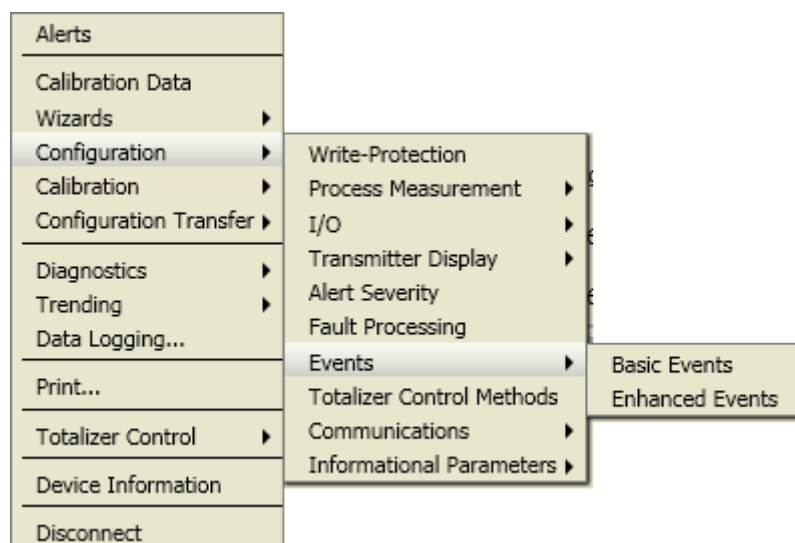 Alerts
Calibration Data
Wizards
Configuration
Calibration
Configuration Transfer
Diagnostics
Trending
Data Logging...
Print...
Totalizer Control
Device Information
Disconnect
Write-Protection
Process Measurement
I/O
Transmitter Display
Alert Severity
Fault Processing
Events
Totalizer Control Methods
Communications
Informational Parameters
Basic Events
Enhanced Events